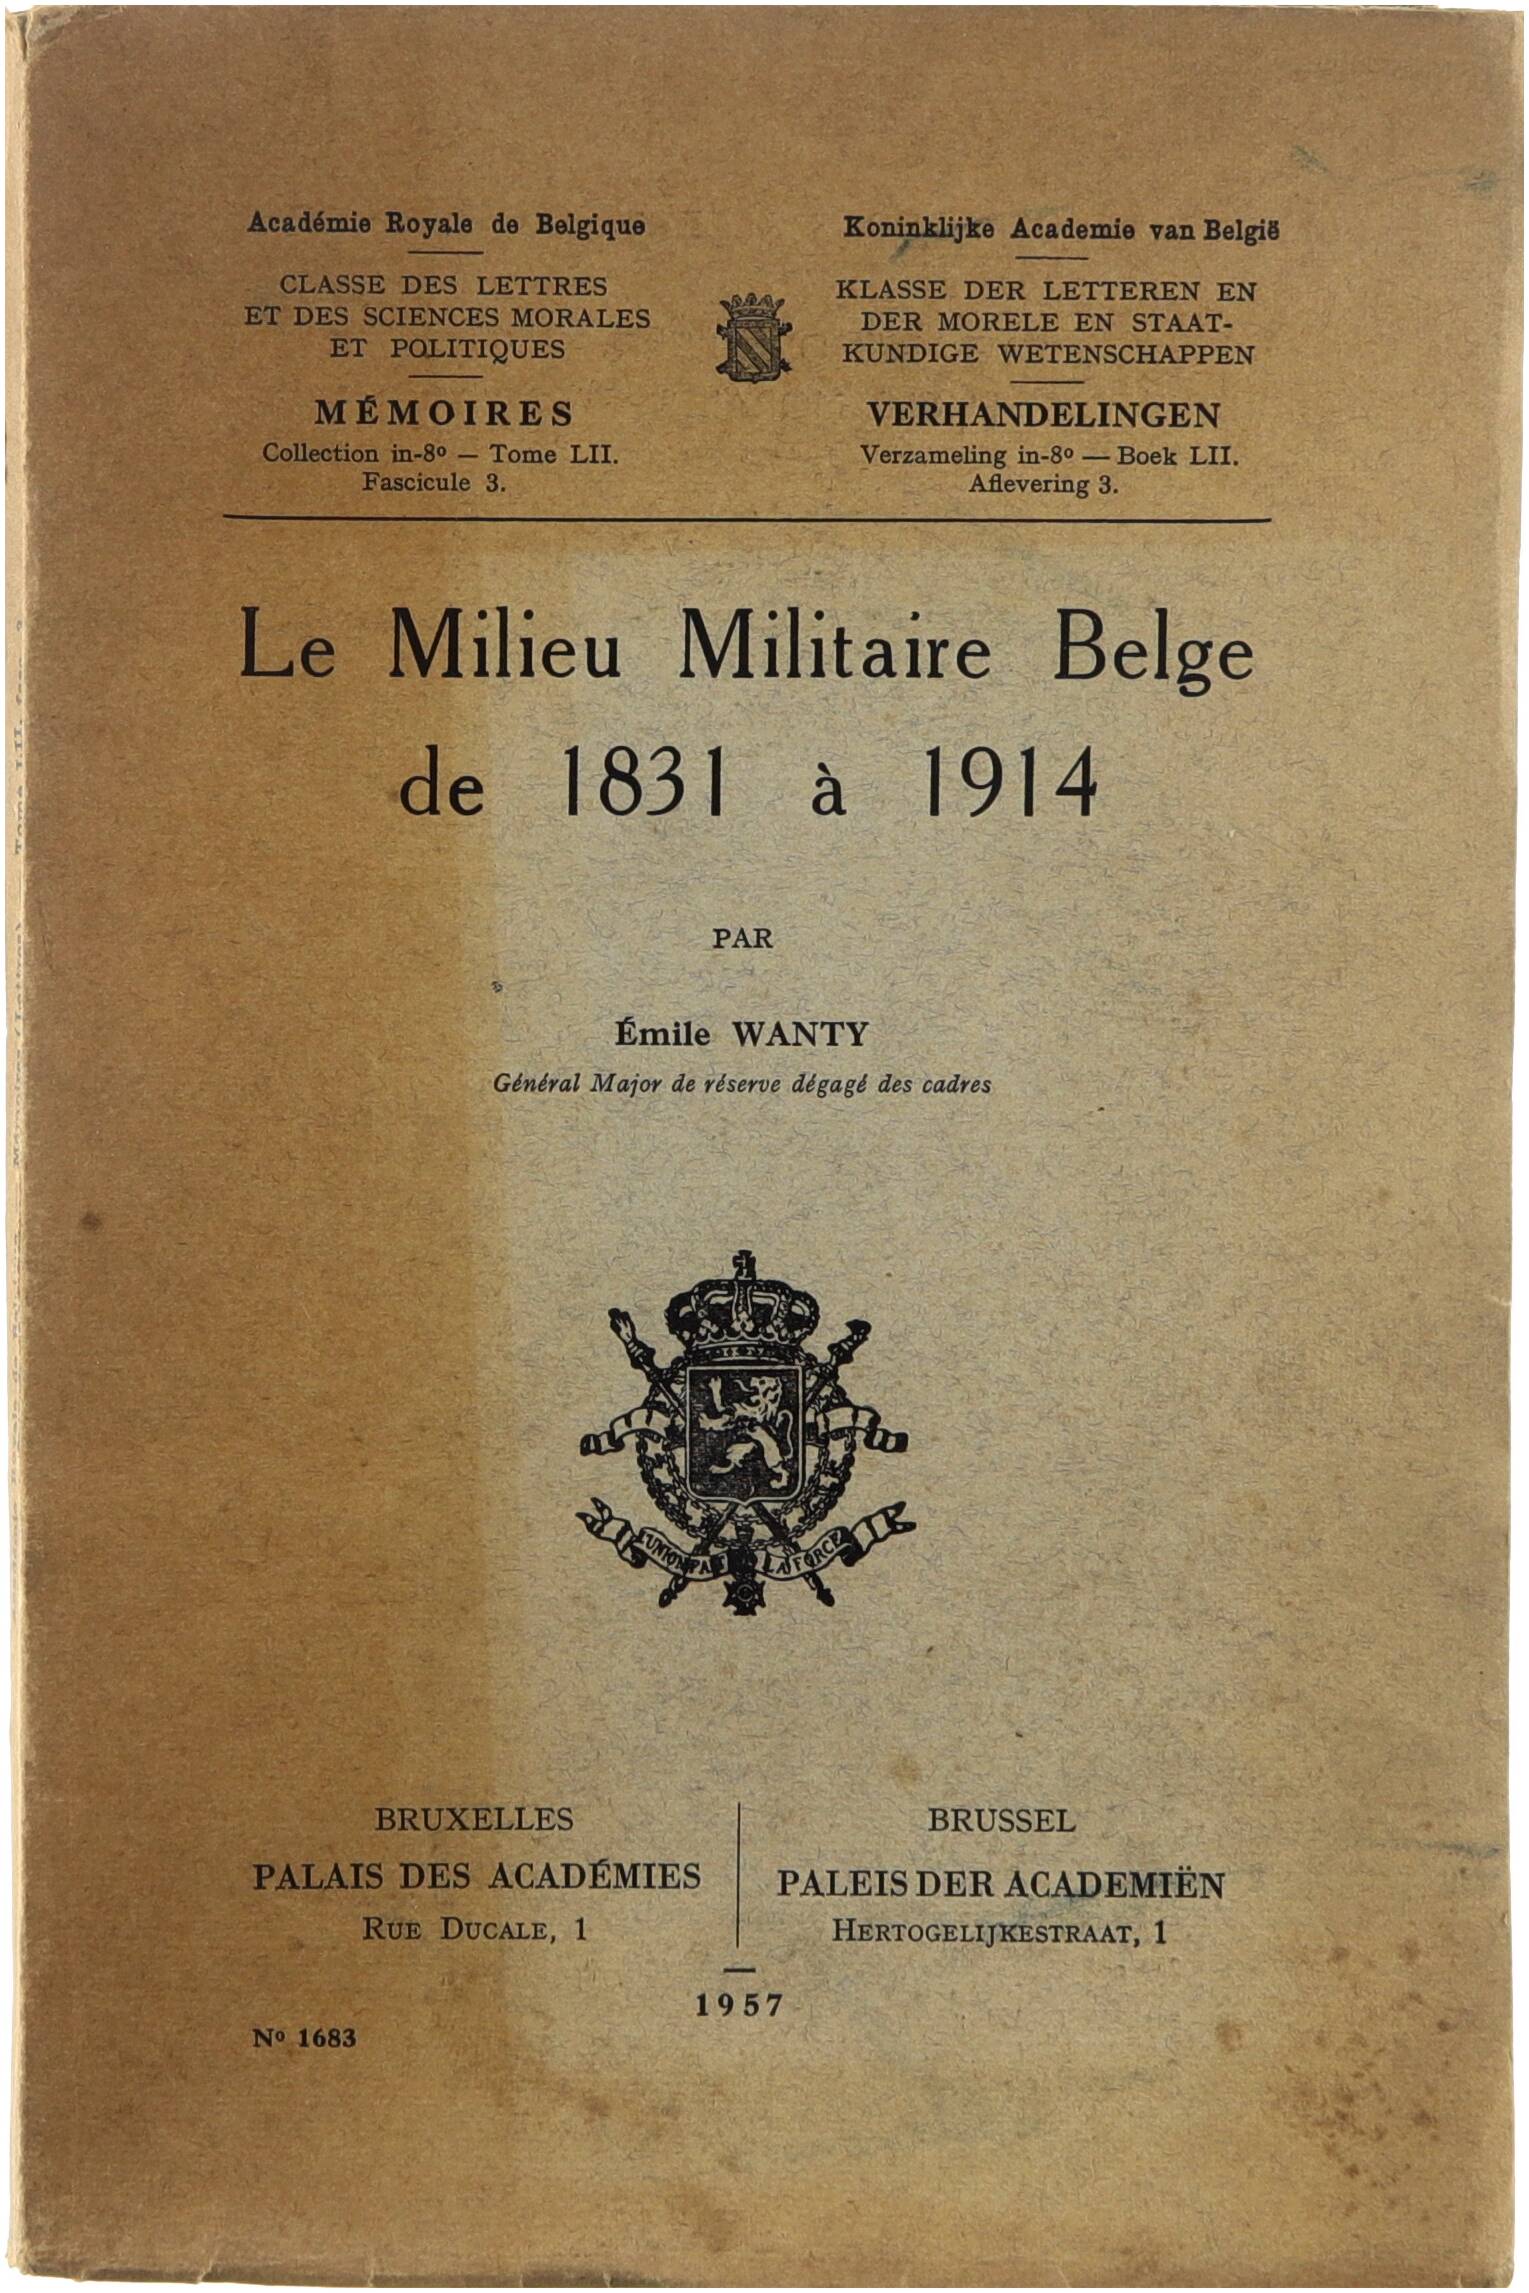 Académie Royale de Belgique
CLASSE DES LETTRES
ET DES SCIENCES MORALES
ET POLITIQUES
MÉMOIRES
Collection in-8º — Tome LII.
Fascicule 3.
Koninklijke Academie van België
KLASSE DER LETTEREN EN
DER MORELE EN STAAT-
KUNDIGE WETENSCHAPPEN
VERHANDELINGEN
Verzameling in-8º — Boek LII.
Aflevering 3.
Le Milieu Militaire Belge
de 1831 à 1914
PAR
Émile WANTY
Général Major de réserve dégagé des cadres
L'UNION FAIT LA FORCE
BRUXELLES
PALAIS DES ACADÉMIES
RUE DUCALE, 1
BRUSSEL
PALEIS DER ACADEMIËN
HERTOGELIJKESTRAAT, 1
1957
Nº 1683